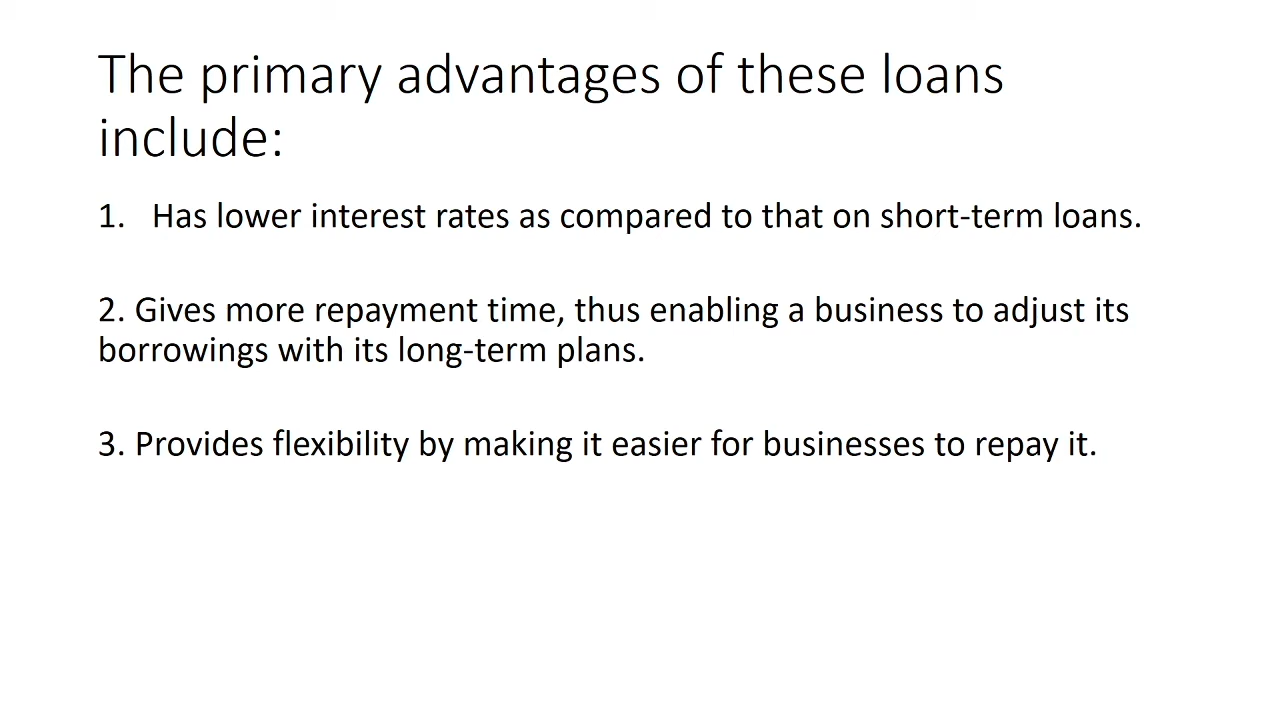 The primary advantages of these loans
include:
1. Has lower interest rates as compared to that on short-term loans.
2. Gives more repayment time, thus enabling a business to adjust its
borrowings with its long-term plans.
3. Provides flexibility by making it easier for businesses to repay it.